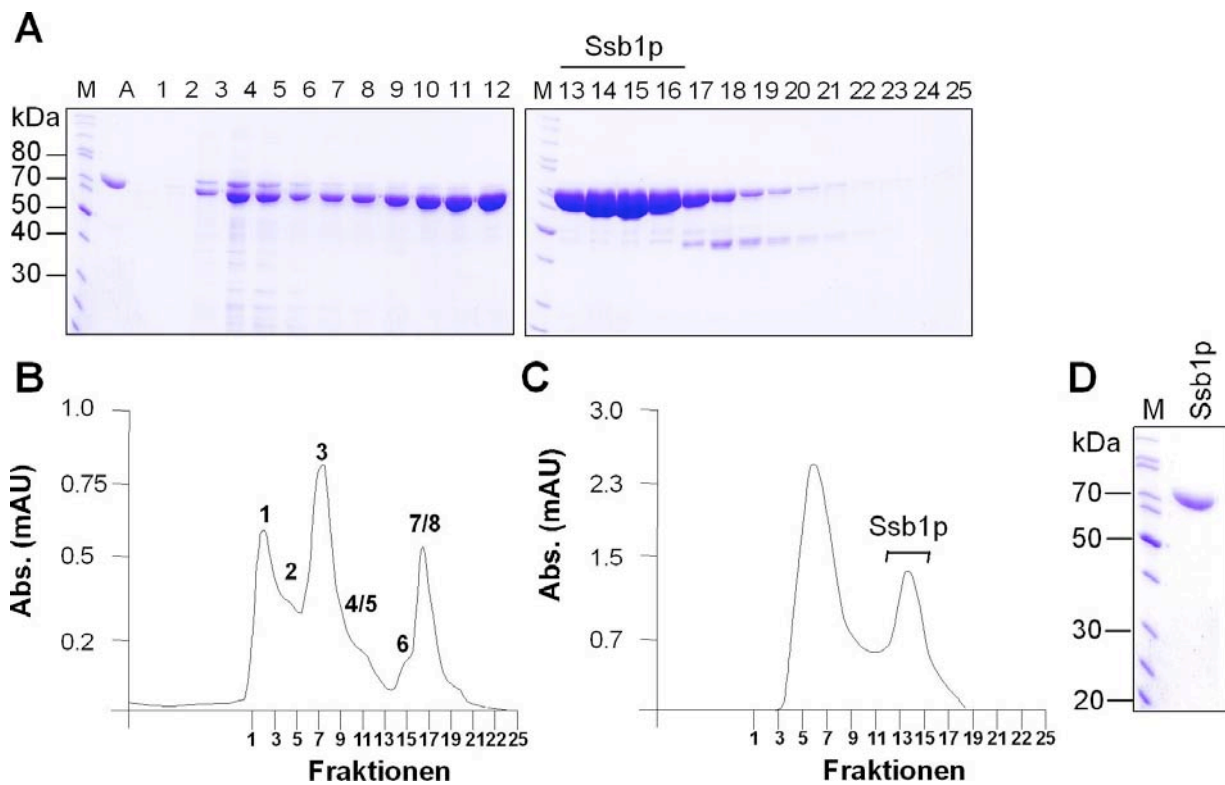 A
Ssb1p
M A 1 2 3 4 5 6 7 8 9 10 11 12
M 13 14 15 16 17 18 19 20 21 22 23 24 25
kDa
80
70
50
40
30
B
1.0
0.75
0.5
0.2
Abs. (mAU)
1
2
3
4/5
6
7/8
1 3 5 7 9 11 13 15 17 19 21 22 25
Fraktionen
C
3.0
2.3
1.5
0.7
Abs. (mAU)
Ssb1p
1 3 5 7 9 11 13 15 17 19 21 22 25
Fraktionen
D
M Ssb1p
kDa
70
50
30
20